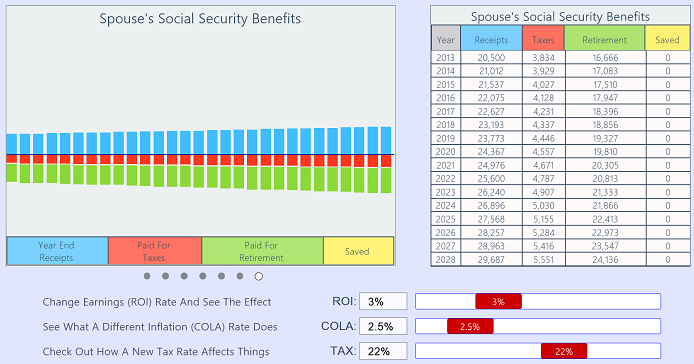 Spouse's Social Security Benefits
Year End Receipts
Paid For Taxes
Paid For Retirement
Saved
Spouse's Social Security Benefits
Year Receipts Taxes Retirement Saved
2013 20,500 3,834 16,666 0
2014 21,012 3,929 17,083 0
2015 21,537 4,027 17,510 0
2016 22,075 4,128 17,947 0
2017 22,627 4,231 18,396 0
2018 23,193 4,337 18,856 0
2019 23,773 4,446 19,327 0
2020 24,367 4,557 19,810 0
2021 24,976 4,671 20,305 0
2022 25,600 4,787 20,813 0
2023 26,240 4,907 21,333 0
2024 26,896 5,030 21,866 0
2025 27,568 5,155 22,413 0
2026 28,257 5,284 22,973 0
2027 28,963 5,416 23,547 0
2028 29,687 5,551 24,136 0
Change Earnings (ROI) Rate And See The Effect ROI: 3% 3%
See What A Different Inflation (COLA) Rate Does COLA: 2.5% 2.5%
Check Out How A New Tax Rate Affects Things TAX: 22% 22%